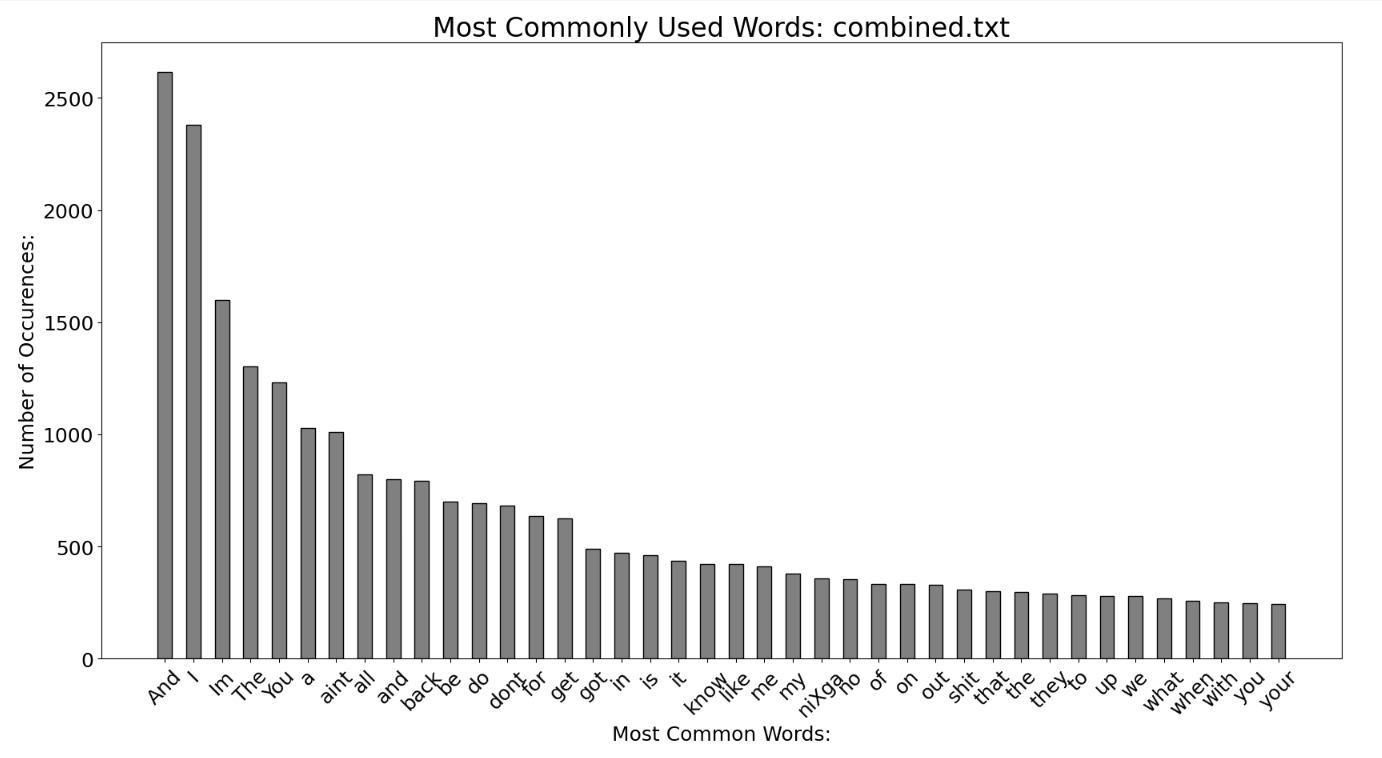 Most Commonly Used Words: combined.txt
Number of Occurences:
2500
2000
1500
1000
500
0
And I Im The You a aint all and back be do dont for get got in is it know like me my niXga no of on out shit that the they to up we what when with you your
Most Common Words: